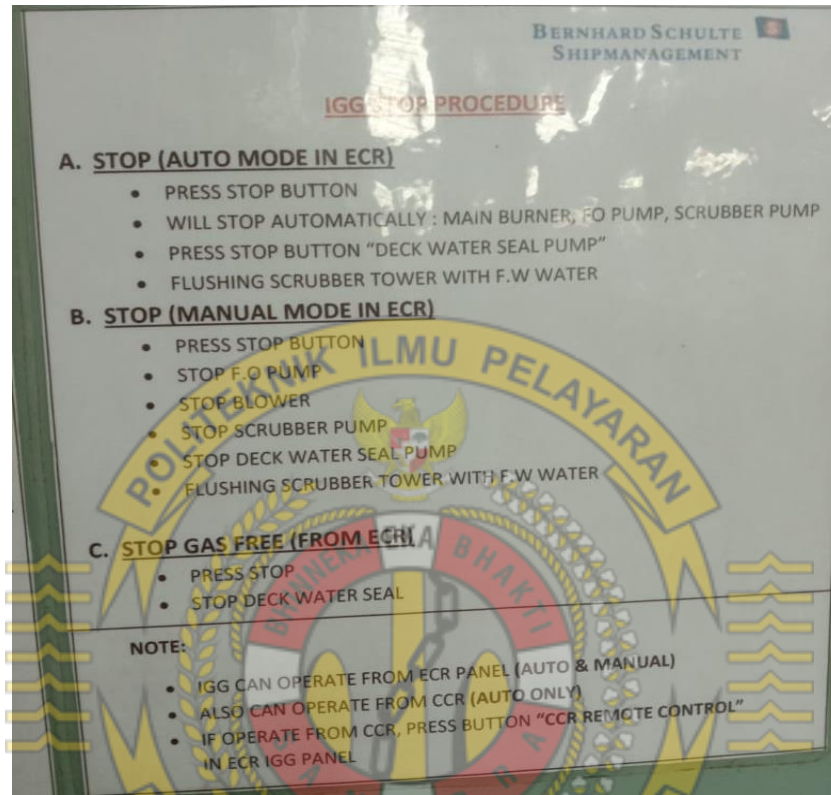 BERNHARD SCHULTE
SHIPMANAGEMENT
IGG STOP PROCEDURE
A. STOP (AUTO MODE IN ECR)
• PRESS STOP BUTTON
• WILL STOP AUTOMATICALLY : MAIN BURNER, FO PUMP, SCRUBBER PUMP
• PRESS STOP BUTTON “DECK WATER SEAL PUMP”
• FLUSHING SCRUBBER TOWER WITH F.W WATER
B. STOP (MANUAL MODE IN ECR)
• PRESS STOP BUTTON
• STOP F.O PUMP
• STOP BLOWER
• STOP SCRUBBER PUMP
• STOP DECK WATER SEAL PUMP
• FLUSHING SCRUBBER TOWER WITH F.W WATER
C. STOP GAS FREE (FROM ECR)
• PRESS STOP
• STOP DECK WATER SEAL
NOTE:
• IGG CAN OPERATE FROM ECR PANEL (AUTO & MANUAL)
• ALSO CAN OPERATE FROM CCR (AUTO ONLY)
• IF OPERATE FROM CCR, PRESS BUTTON “CCR REMOTE CONTROL”
IN ECR IGG PANEL
POLITEKNIK ILMU PELAYARAN
BHINNEKA EKA BHAKTI